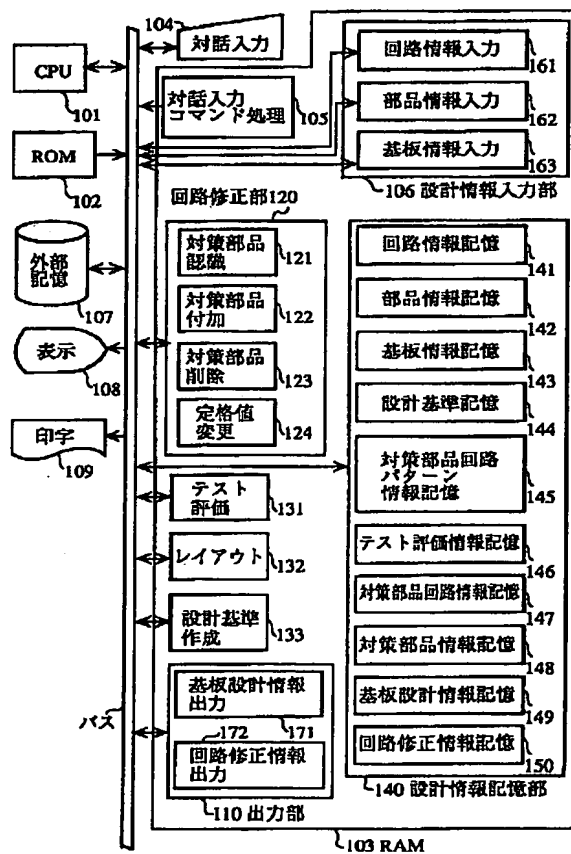 104
対話入力
CPU
101
対話入力
コマンド処理
105
ROM
102
回路情報入力
161
部品情報入力
162
基板情報入力
163
106 設計情報入力部
外部
記憶
107
表示
108
印字
109
回路修正部120
対策部品
認識
121
対策部品
付加
122
対策部品
削除
123
定格値
変更
124
テスト
評価
131
レイアウト
132
設計基準
作成
133
バス
基板設計情報
出力
172
171
回路修正情報
出力
110 出力部
回路情報記憶
141
部品情報記憶
142
基板情報記憶
143
設計基準記憶
144
対策部品回路
パターン
情報記憶
145
テスト評価情報記憶
146
対策部品回路情報記憶
147
対策部品情報記憶
148
基板設計情報記憶
149
回路修正情報記憶
150
140 設計情報記憶部
103 RAM